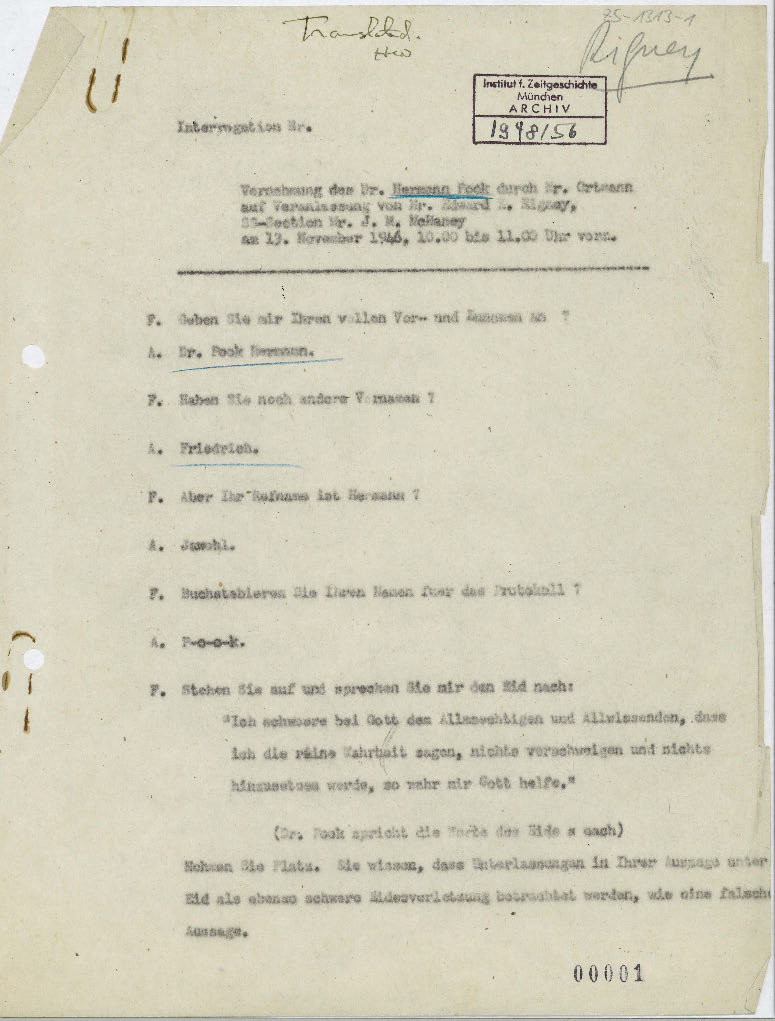 Translated.
ZS-1313-1
Rigney
Institut f. Zeitgeschichte
München
ARCHIV
1948/56
Interrogation Nr.
Vernehmung des Dr. Hermann Pook durch Mr. Ortmann
auf Veranlassung von Mr. Edward E. Rigney,
SS-Section Mr. J. M. McHaney
am 13. November 1946, 10.00 bis 11.00 Uhr vorm.
F. Geben Sie mir Ihren vollen Vor- und Zunamen an ?
A. Dr. Pook Hermann.
F. Haben Sie noch andere Vornamen ?
A. Friedrich.
F. Aber Ihr Rufname ist Hermann ?
A. Jawohl.
F. Buchstabieren Sie Ihren Namen fuer das Protokoll ?
A. P-o-o-k.
F. Stehen Sie auf und sprechen Sie mir den Eid nach:
"Ich schwoere bei Gott dem Allmaechtigen und Allwissenden, dass
ich die reine Wahrheit sagen, nichts verschweigen und nichts
hinzusetzen werde, so wahr mir Gott helfe."
(Dr. Pook spricht die Worte des Eide s nach)
Nehmen Sie Platz. Sie wissen, dass Unterlassungen in Ihrer Aussage unter
Eid als ebenso schwere Eidesverletzung betrachtet werden, wie eine falsche
Aussage.
00001